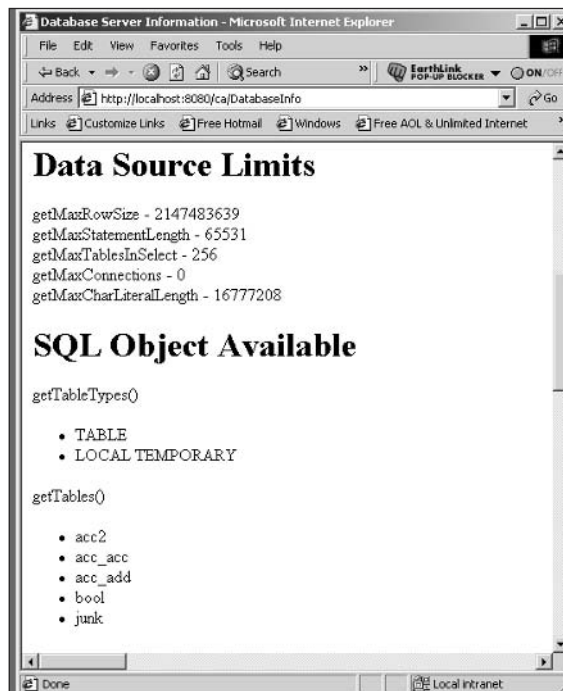 Database Server Information - Microsoft Internet Explorer
File Edit View Favorites Tools Help
Back Search » EarthLink POP-UP BLOCKER ON/OFF
Address http://localhost:8080/ca/DatabaseInfo Go
Links Customize Links Free Hotmail Windows Free AOL & Unlimited Internet »
Data Source Limits
getMaxRowSize - 2147483639
getMaxStatementLength - 65531
getMaxTablesInSelect - 256
getMaxConnections - 0
getMaxCharLiteralLength - 16777208
SQL Object Available
getTableTypes()
• TABLE
• LOCAL TEMPORARY
getTables()
• acc2
• acc_acc
• acc_add
• bool
• junk
Done Local intranet